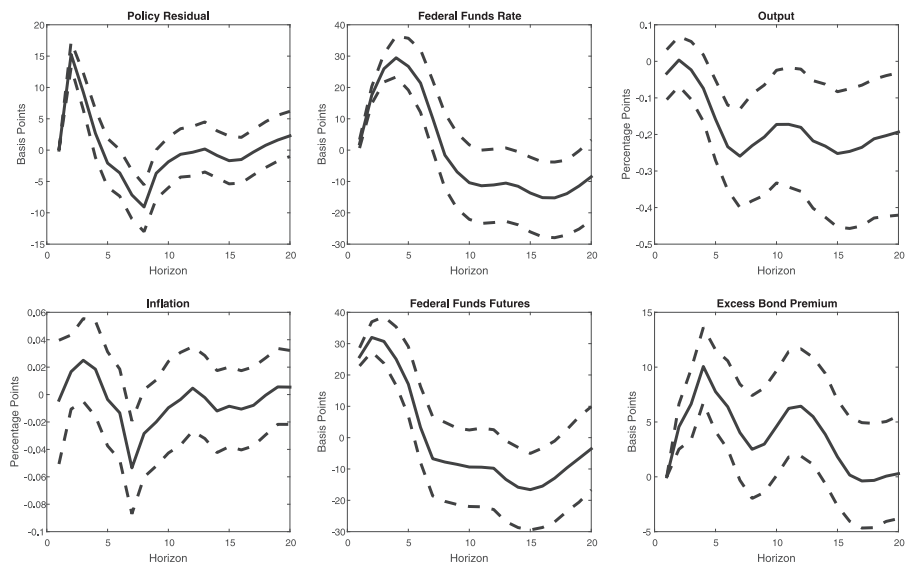 Policy Residual
Basis Points
20
15
10
5
0
-5
-10
-15
0 5 10 15 20
Horizon
Federal Funds Rate
Basis Points
40
30
20
10
0
-10
-20
-30
0 5 10 15 20
Horizon
Output
Percentage Points
0.1
0
-0.1
-0.2
-0.3
-0.4
-0.5
0 5 10 15 20
Horizon
Inflation
Percentage Points
0.06
0.04
0.02
0
-0.02
-0.04
-0.06
-0.08
-0.1
0 5 10 15 20
Horizon
Federal Funds Futures
Basis Points
40
30
20
10
0
-10
-20
-30
0 5 10 15 20
Horizon
Excess Bond Premium
Basis Points
15
10
5
0
-5
0 5 10 15 20
Horizon